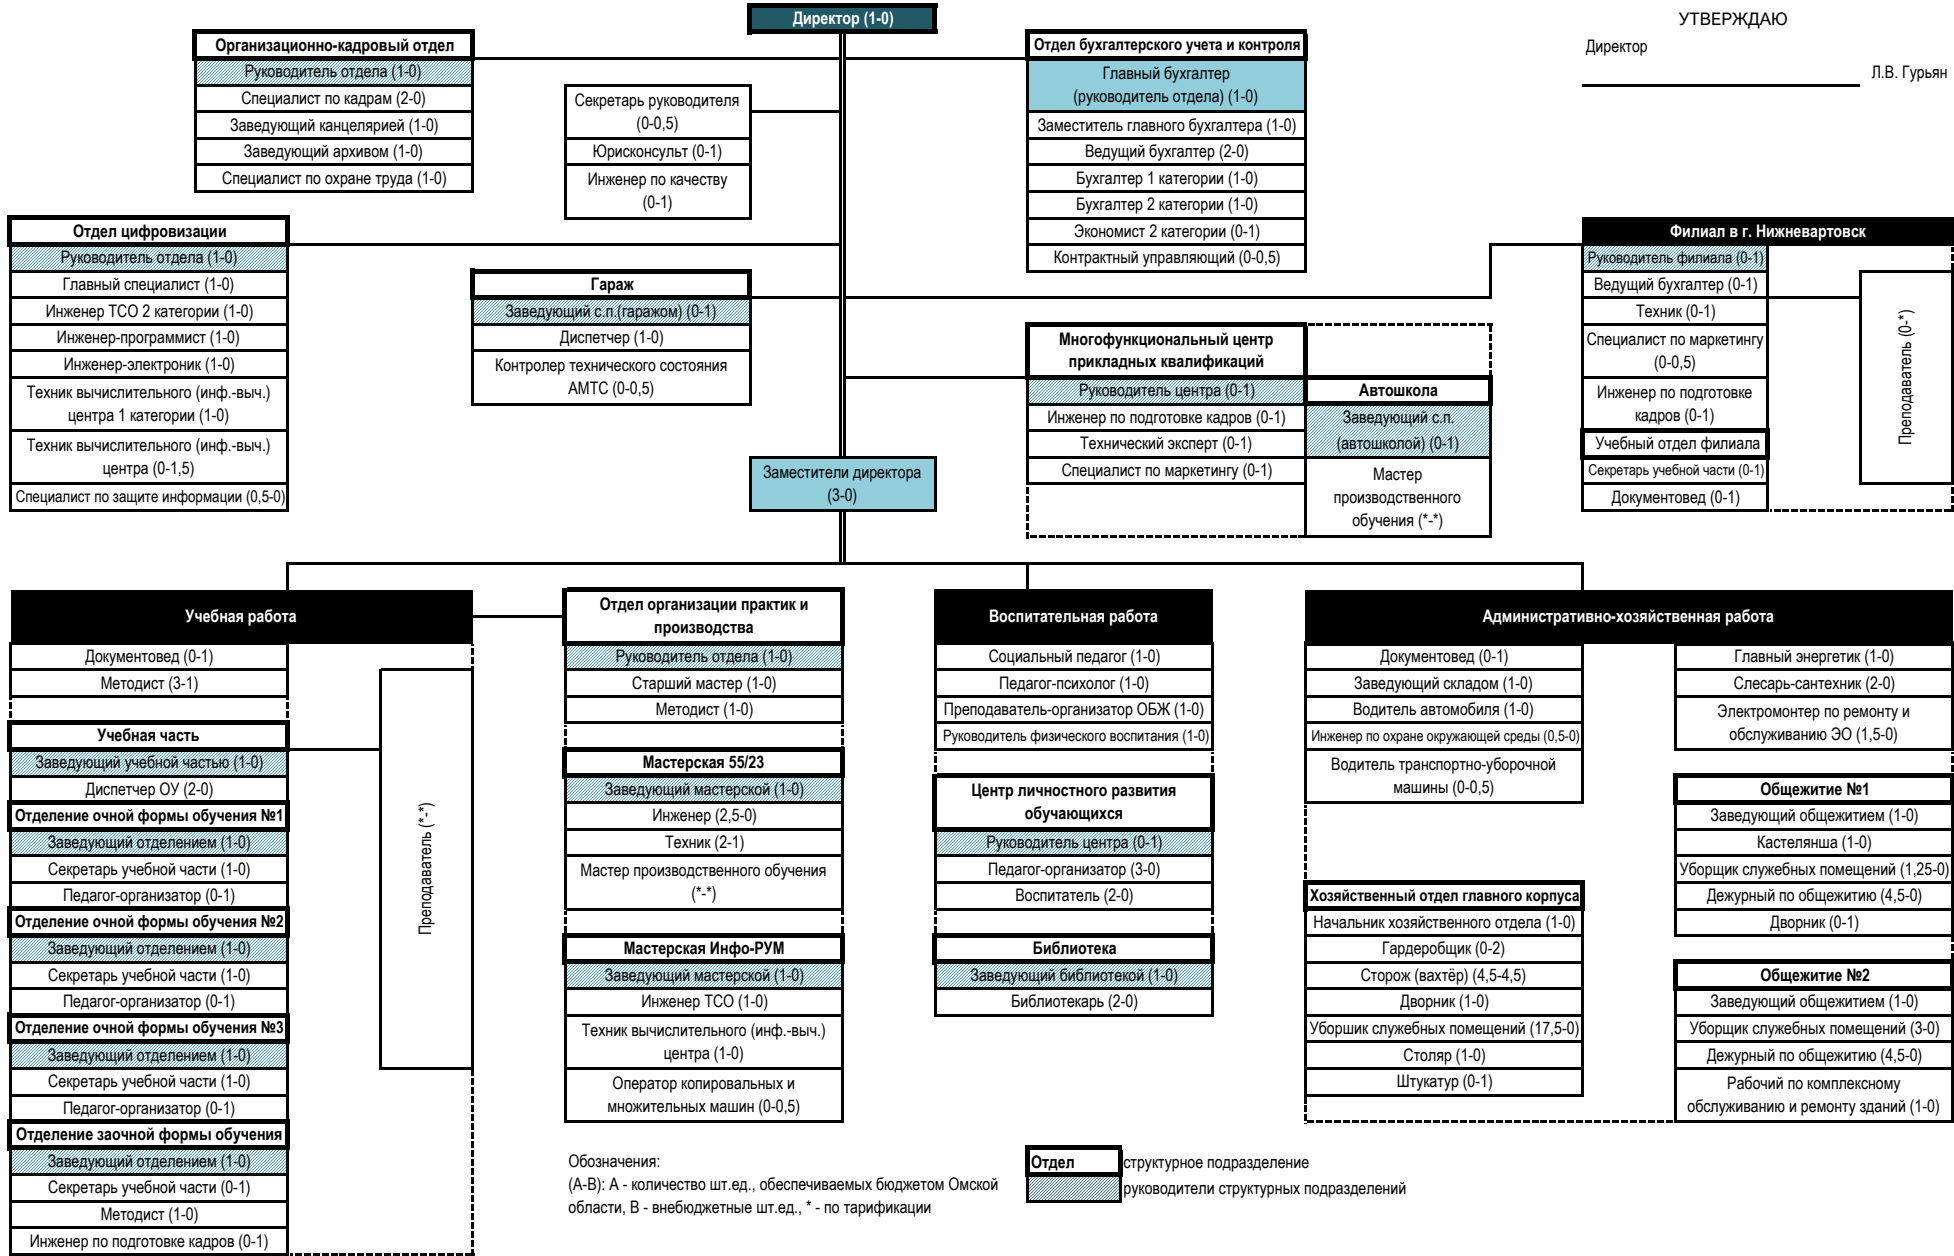 Директор (1-0)
УТВЕРЖДАЮ
Директор
Л.В. Гурьян
Организационно-кадровый отдел
Руководитель отдела (1-0)
Специалист по кадрам (2-0)
Заведующий канцелярией (1-0)
Заведующий архивом (1-0)
Специалист по охране труда (1-0)
Секретарь руководителя
(0-0,5)
Юрисконсульт (0-1)
Инженер по качеству
(0-1)
Отдел бухгалтерского учета и контроля
Главный бухгалтер
(руководитель отдела) (1-0)
Заместитель главного бухгалтера (1-0)
Ведущий бухгалтер (2-0)
Бухгалтер 1 категории (1-0)
Бухгалтер 2 категории (1-0)
Экономист 2 категории (0-1)
Контрактный управляющий (0-0,5)
Отдел цифровизации
Руководитель отдела (1-0)
Главный специалист (1-0)
Инженер ТСО 2 категории (1-0)
Инженер-программист (1-0)
Инженер-электроник (1-0)
Техник вычислительного (инф.-выч.)
центра 1 категории (1-0)
Техник вычислительного (инф.-выч.)
центра (0-1,5)
Специалист по защите информации (0,5-0)
Гараж
Заведующий с.п.(гаражом) (0-1)
Диспетчер (1-0)
Контролер технического состояния
АМТС (0-0,5)
Многофункциональный центр
прикладных квалификаций
Руководитель центра (0-1)
Инженер по подготовке кадров (0-1)
Технический эксперт (0-1)
Специалист по маркетингу (0-1)
Автошкола
Заведующий с.п.
(автошколой) (0-1)
Мастер
производственного
обучения (*-*)
Филиал в г. Нижневартовск
Руководитель филиала (0-1)
Ведущий бухгалтер (0-1)
Техник (0-1)
Специалист по маркетингу
(0-0,5)
Инженер по подготовке
кадров (0-1)
Учебный отдел филиала
Секретарь учебной части (0-1)
Документовед (0-1)
Преподаватель (0-*)
Заместители директора
(3-0)
Учебная работа
Документовед (0-1)
Методист (3-1)
Учебная часть
Заведующий учебной частью (1-0)
Диспетчер ОУ (2-0)
Отделение очной формы обучения №1
Заведующий отделением (1-0)
Секретарь учебной части (1-0)
Педагог-организатор (0-1)
Отделение очной формы обучения №2
Заведующий отделением (1-0)
Секретарь учебной части (1-0)
Педагог-организатор (0-1)
Отделение очной формы обучения №3
Заведующий отделением (1-0)
Секретарь учебной части (1-0)
Педагог-организатор (0-1)
Отделение заочной формы обучения
Заведующий отделением (1-0)
Секретарь учебной части (0-1)
Методист (1-0)
Инженер по подготовке кадров (0-1)
Преподаватель (*-*)
Отдел организации практик и
производства
Руководитель отдела (1-0)
Старший мастер (1-0)
Методист (1-0)
Мастерская 55/23
Заведующий мастерской (1-0)
Инженер (2,5-0)
Техник (2-1)
Мастер производственного обучения
(*-*)
Мастерская Инфо-РУМ
Заведующий мастерской (1-0)
Инженер ТСО (1-0)
Техник вычислительного (инф.-выч.)
центра (1-0)
Оператор копировальных и
множительных машин (0-0,5)
Воспитательная работа
Социальный педагог (1-0)
Педагог-психолог (1-0)
Преподаватель-организатор ОБЖ (1-0)
Руководитель физического воспитания (1-0)
Центр личностного развития
обучающихся
Руководитель центра (0-1)
Педагог-организатор (3-0)
Воспитатель (2-0)
Библиотека
Заведующий библиотекой (1-0)
Библиотекарь (2-0)
Административно-хозяйственная работа
Документовед (0-1)
Заведующий складом (1-0)
Водитель автомобиля (1-0)
Инженер по охране окружающей среды (0,5-0)
Водитель транспортно-уборочной
машины (0-0,5)
Хозяйственный отдел главного корпуса
Начальник хозяйственного отдела (1-0)
Гардеробщик (0-2)
Сторож (вахтёр) (4,5-4,5)
Дворник (1-0)
Уборшик служебных помещений (17,5-0)
Столяр (1-0)
Штукатур (0-1)
Главный энергетик (1-0)
Слесарь-сантехник (2-0)
Электромонтер по ремонту и
обслуживанию ЭО (1,5-0)
Общежитие №1
Заведующий общежитием (1-0)
Кастелянша (1-0)
Уборщик служебных помещений (1,25-0)
Дежурный по общежитию (4,5-0)
Дворник (0-1)
Общежитие №2
Заведующий общежитием (1-0)
Уборщик служебных помещений (3-0)
Дежурный по общежитию (4,5-0)
Рабочий по комплексному
обслуживанию и ремонту зданий (1-0)
Обозначения:
(А-В): А - количество шт.ед., обеспечиваемых бюджетом Омской
области, В - внебюджетные шт.ед., * - по тарификации
Отдел
структурное подразделение
руководители структурных подразделений